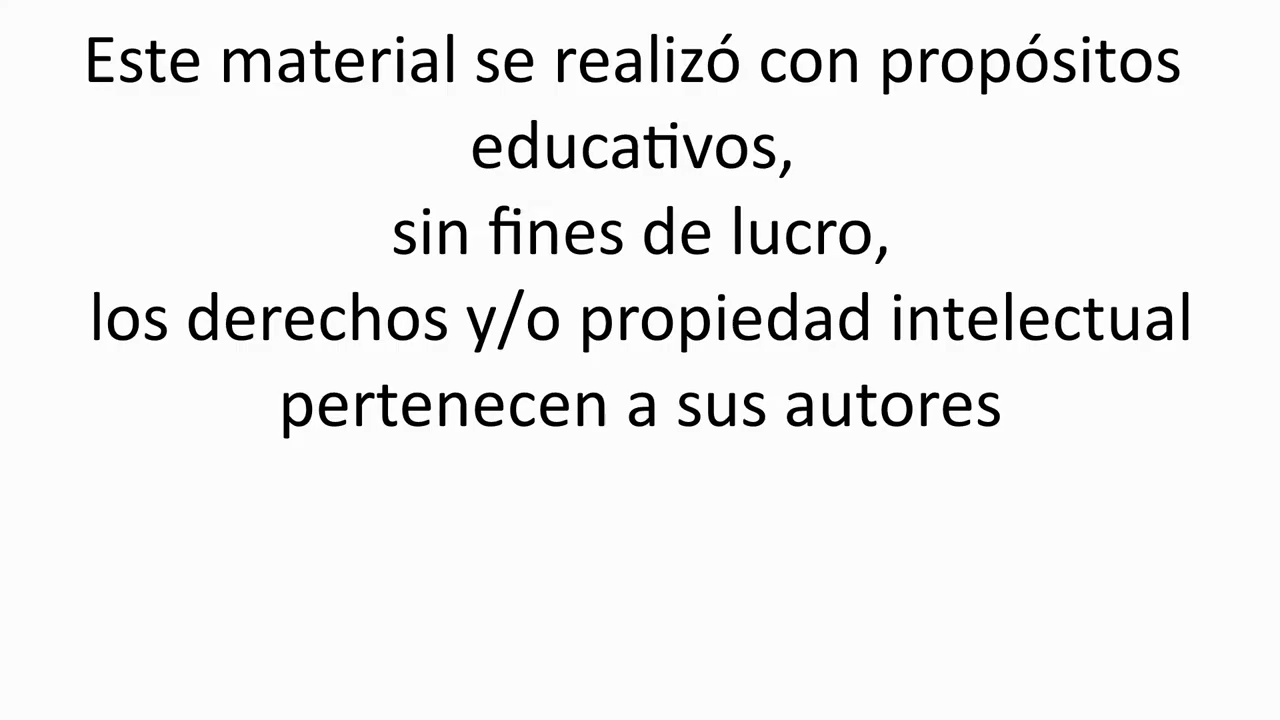 Este material se realizó con propósitos
educativos,
sin fines de lucro,
los derechos y/o propiedad intelectual
pertenecen a sus autores